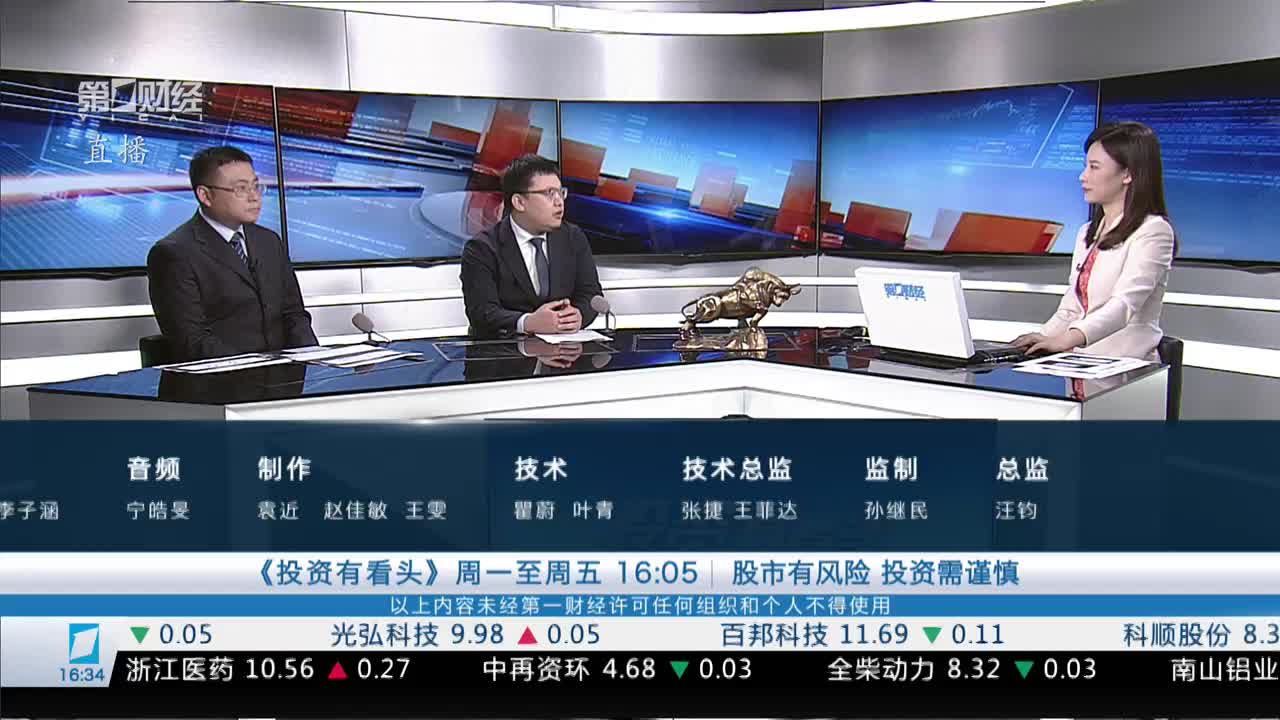 第一财经
YICAI
直播
第一财经
音频 制作 技术 技术总监 监制 总监
李子涵 宁皓旻 袁近 赵佳敏 王雯 瞿蔚 叶青 张捷 王菲达 孙继民 汪钧
《投资有看头》周一至周五 16:05 | 股市有风险 投资需谨慎
以上内容未经第一财经许可任何组织和个人不得使用
▼ 0.05 光弘科技 9.98 ▲ 0.05 百邦科技 11.69 ▼ 0.11 科顺股份 8.3
16:34 浙江医药 10.56 ▲ 0.27 中再资环 4.68 ▼ 0.03 全柴动力 8.32 ▼ 0.03 南山铝业